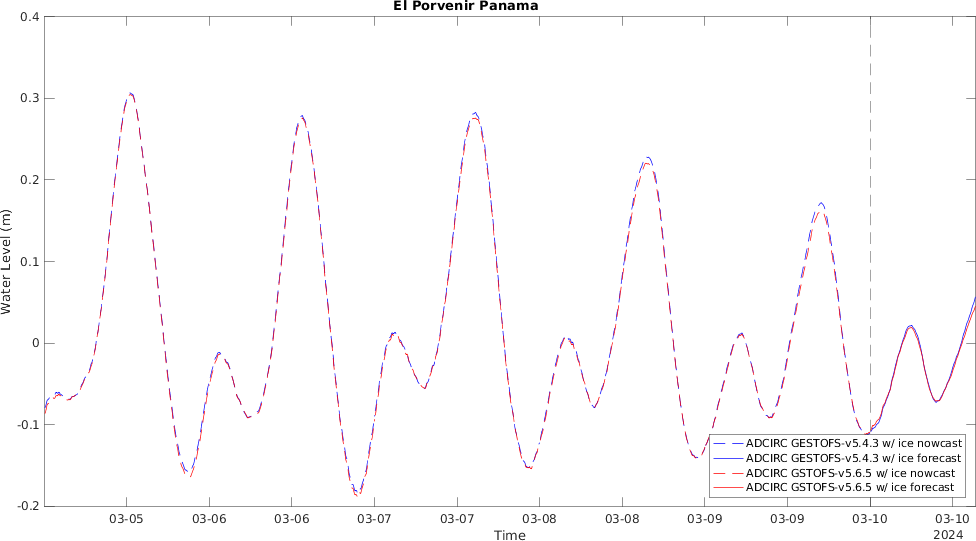 El Porvenir Panama
Water Level (m)
0.4
0.3
0.2
0.1
0
-0.1
-0.2
ADCIRC GESTOFS-v5.4.3 w/ ice nowcast
ADCIRC GESTOFS-v5.4.3 w/ ice forecast
ADCIRC GSTOFS-v5.6.5 w/ ice nowcast
ADCIRC GSTOFS-v5.6.5 w/ ice forecast
03-05 03-06 03-06 03-07 03-07 03-08 03-08 03-09 03-09 03-10 03-10
2024
Time